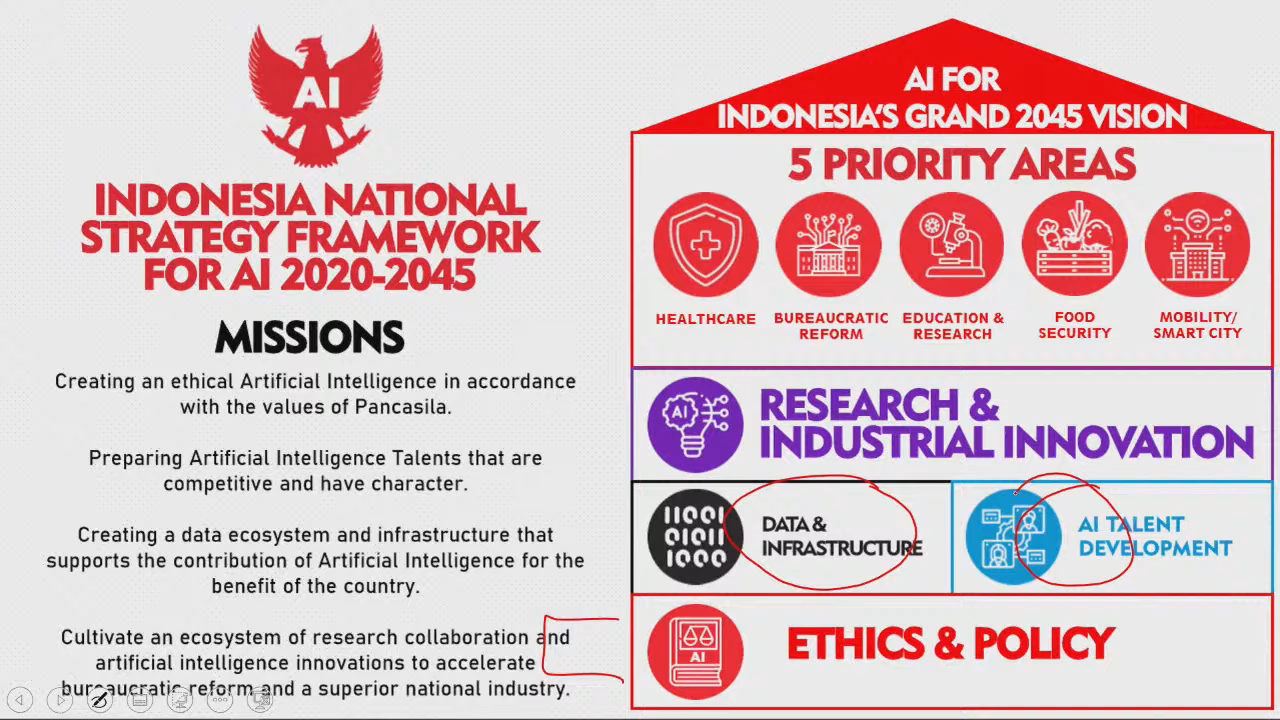 AI
INDONESIA NATIONAL
STRATEGY FRAMEWORK
FOR AI 2020-2045
MISSIONS
Creating an ethical Artificial Intelligence in accordance
with the values of Pancasila.
Preparing Artificial Intelligence Talents that are
competitive and have character.
Creating a data ecosystem and infrastructure that
supports the contribution of Artificial Intelligence for the
benefit of the country.
Cultivate an ecosystem of research collaboration and
artificial intelligence innovations to accelerate
bureaucratic reform and a superior national industry.
AI FOR
INDONESIA'S GRAND 2045 VISION
5 PRIORITY AREAS
HEALTHCARE
BUREAUCRATIC
REFORM
EDUCATION &
RESEARCH
FOOD
SECURITY
MOBILITY/
SMART CITY
AI
RESEARCH &
INDUSTRIAL INNOVATION
11001
01011
1000
DATA &
INFRASTRUCTURE
AI TALENT
DEVELOPMENT
AI
ETHICS & POLICY